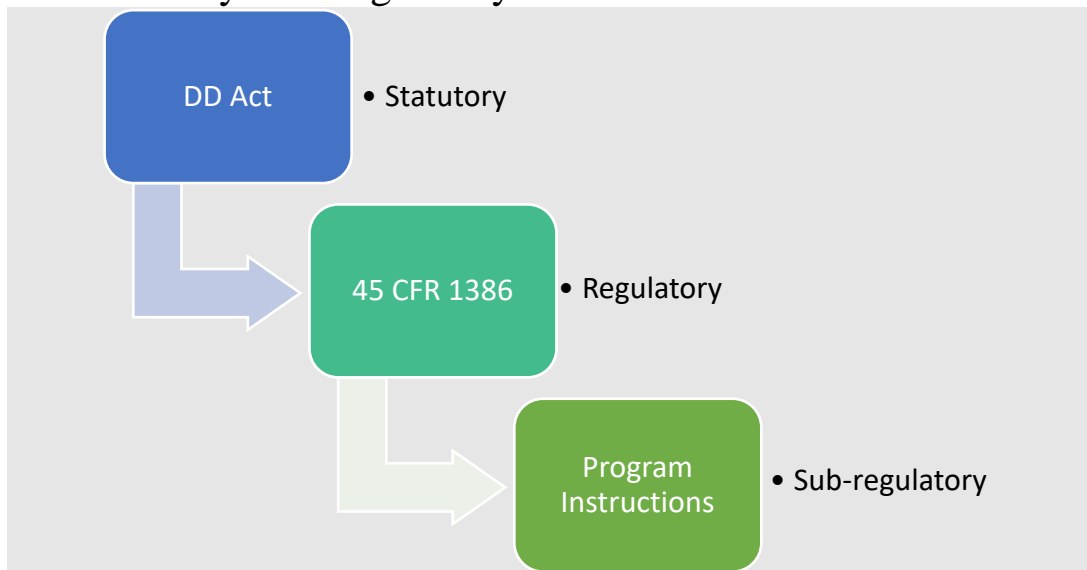 DD Act
• Statutory
45 CFR 1386
• Regulatory
Program
Instructions
• Sub-regulatory